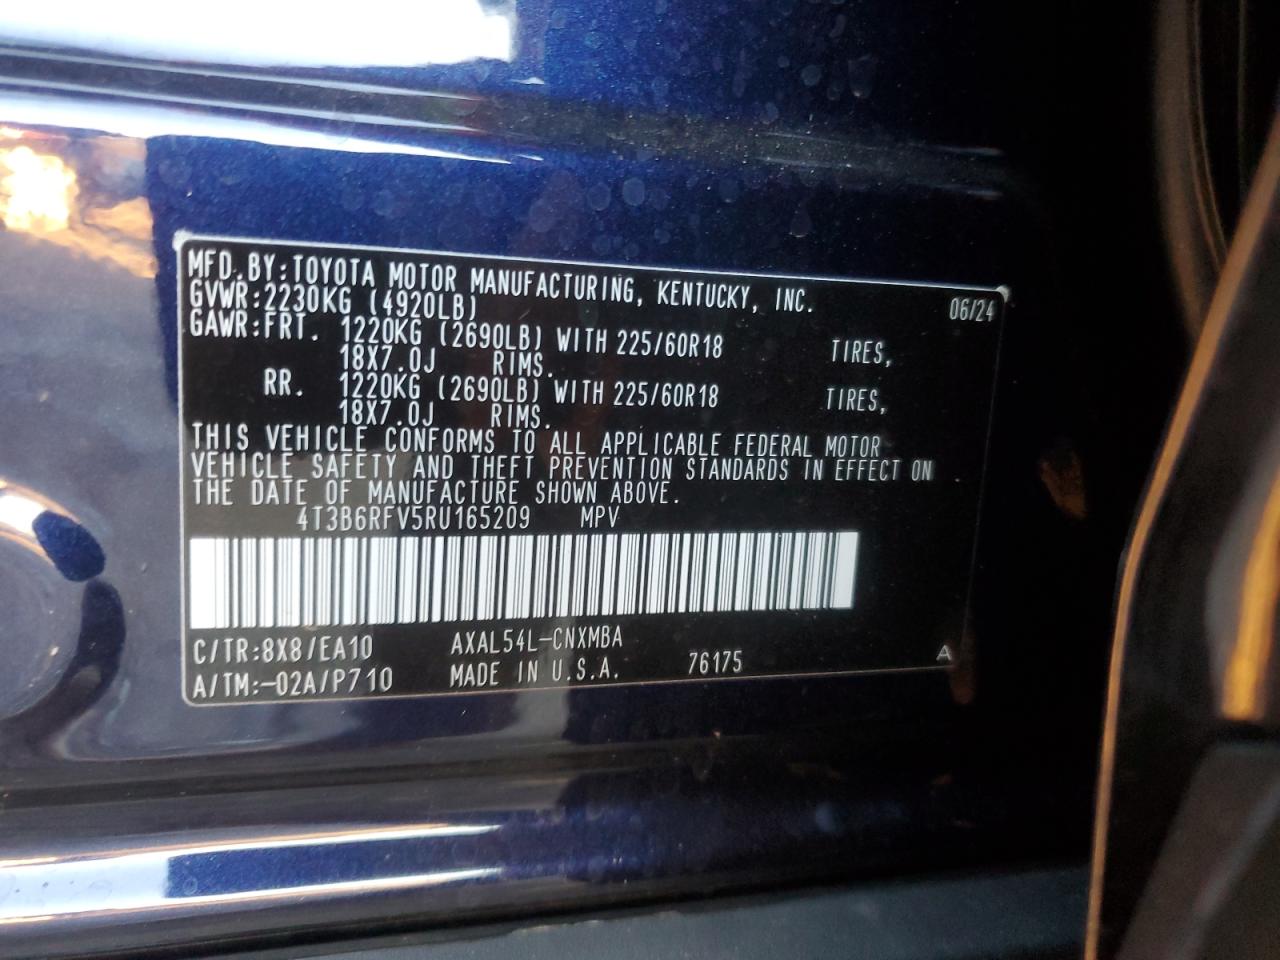 MFD.BY:TOYOTA MOTOR MANUFACTURING, KENTUCKY, INC.
GVWR:2230KG (4920LB) 06/24
GAWR:FRT. 1220KG (2690LB) WITH 225/60R18 TIRES,
18X7.0J RIMS.
RR. 1220KG (2690LB) WITH 225/60R18 TIRES,
18X7.0J RIMS.
THIS VEHICLE CONFORMS TO ALL APPLICABLE FEDERAL MOTOR
VEHICLE SAFETY AND THEFT PREVENTION STANDARDS IN EFFECT ON
THE DATE OF MANUFACTURE SHOWN ABOVE.
4T3B6RFV5RU165209 MPV
C/TR:8X8/EA10 AXAL54L-CNXMBA
A/TM:-02A/P710 MADE IN U.S.A. 76175 A